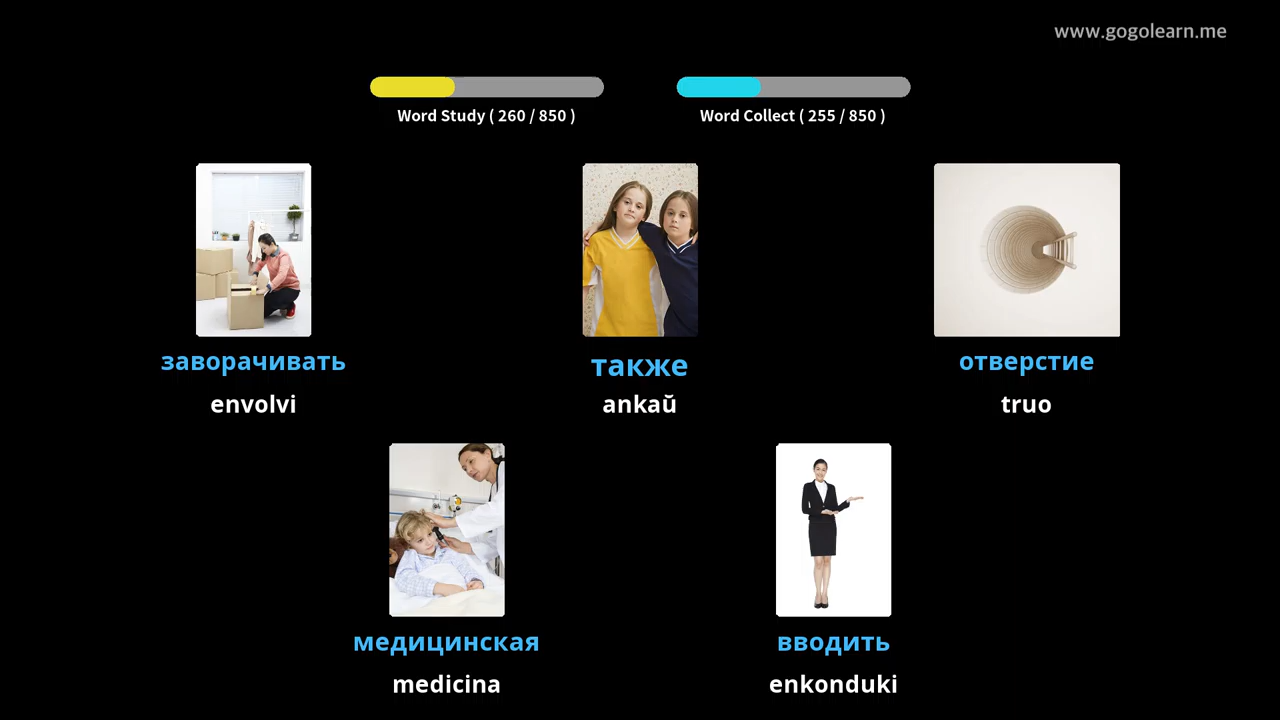 www.gogolearn.me
Word Study ( 260 / 850 )
Word Collect ( 255 / 850 )
заворачивать
envolvi
также
ankaŭ
отверстие
truo
медицинская
medicina
вводить
enkonduki